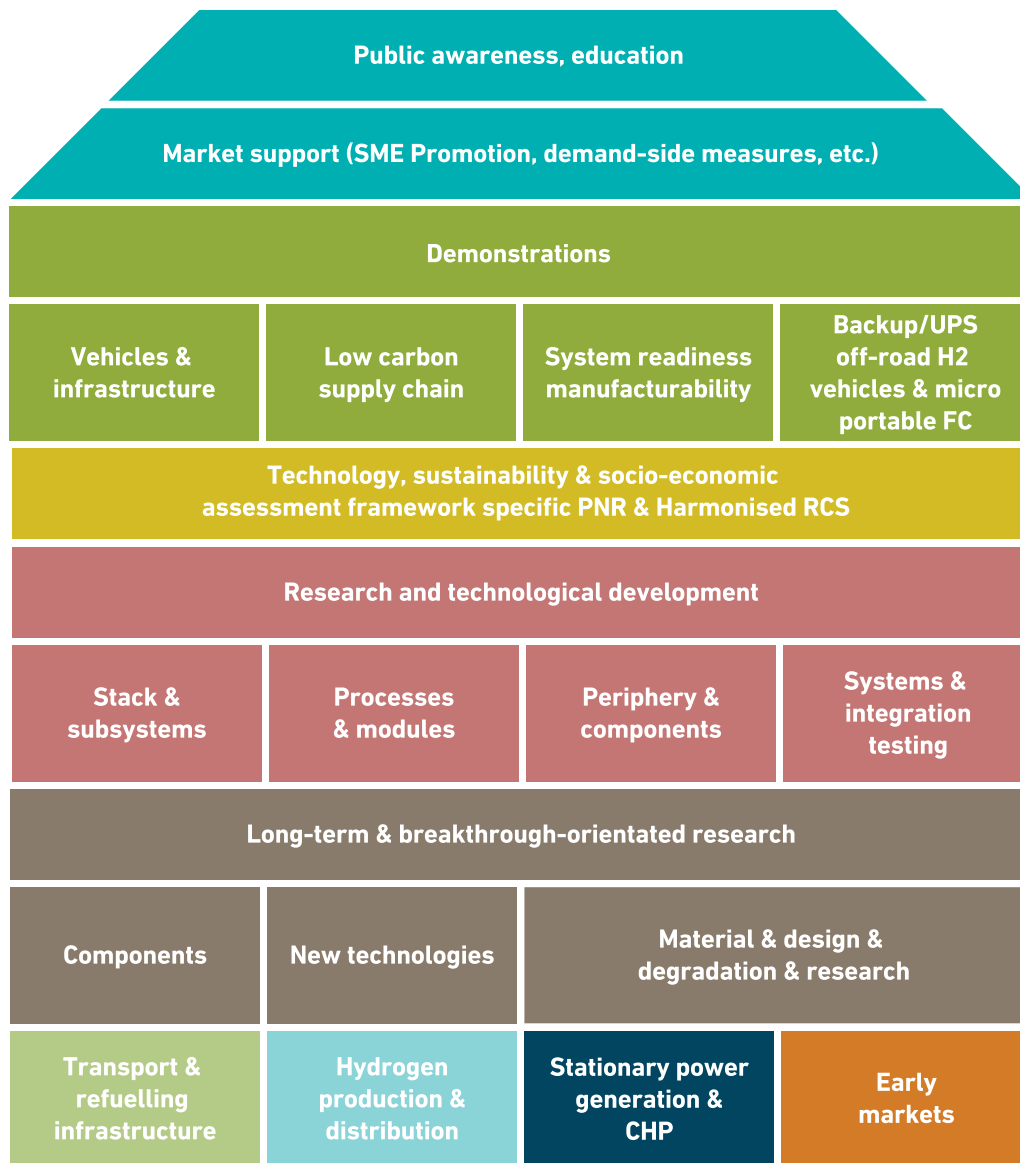 Public awareness, education
Market support (SME Promotion, demand-side measures, etc.)
Demonstrations
Vehicles &
infrastructure
Low carbon
supply chain
System readiness
manufacturability
Backup/UPS
off-road H2
vehicles & micro
portable FC
Technology, sustainability & socio-economic
assessment framework specific PNR & Harmonised RCS
Research and technological development
Stack &
subsystems
Processes
& modules
Periphery &
components
Systems &
integration
testing
Long-term & breakthrough-orientated research
Components
New technologies
Material & design &
degradation & research
Transport &
refuelling
infrastructure
Hydrogen
production &
distribution
Stationary power
generation &
CHP
Early
markets